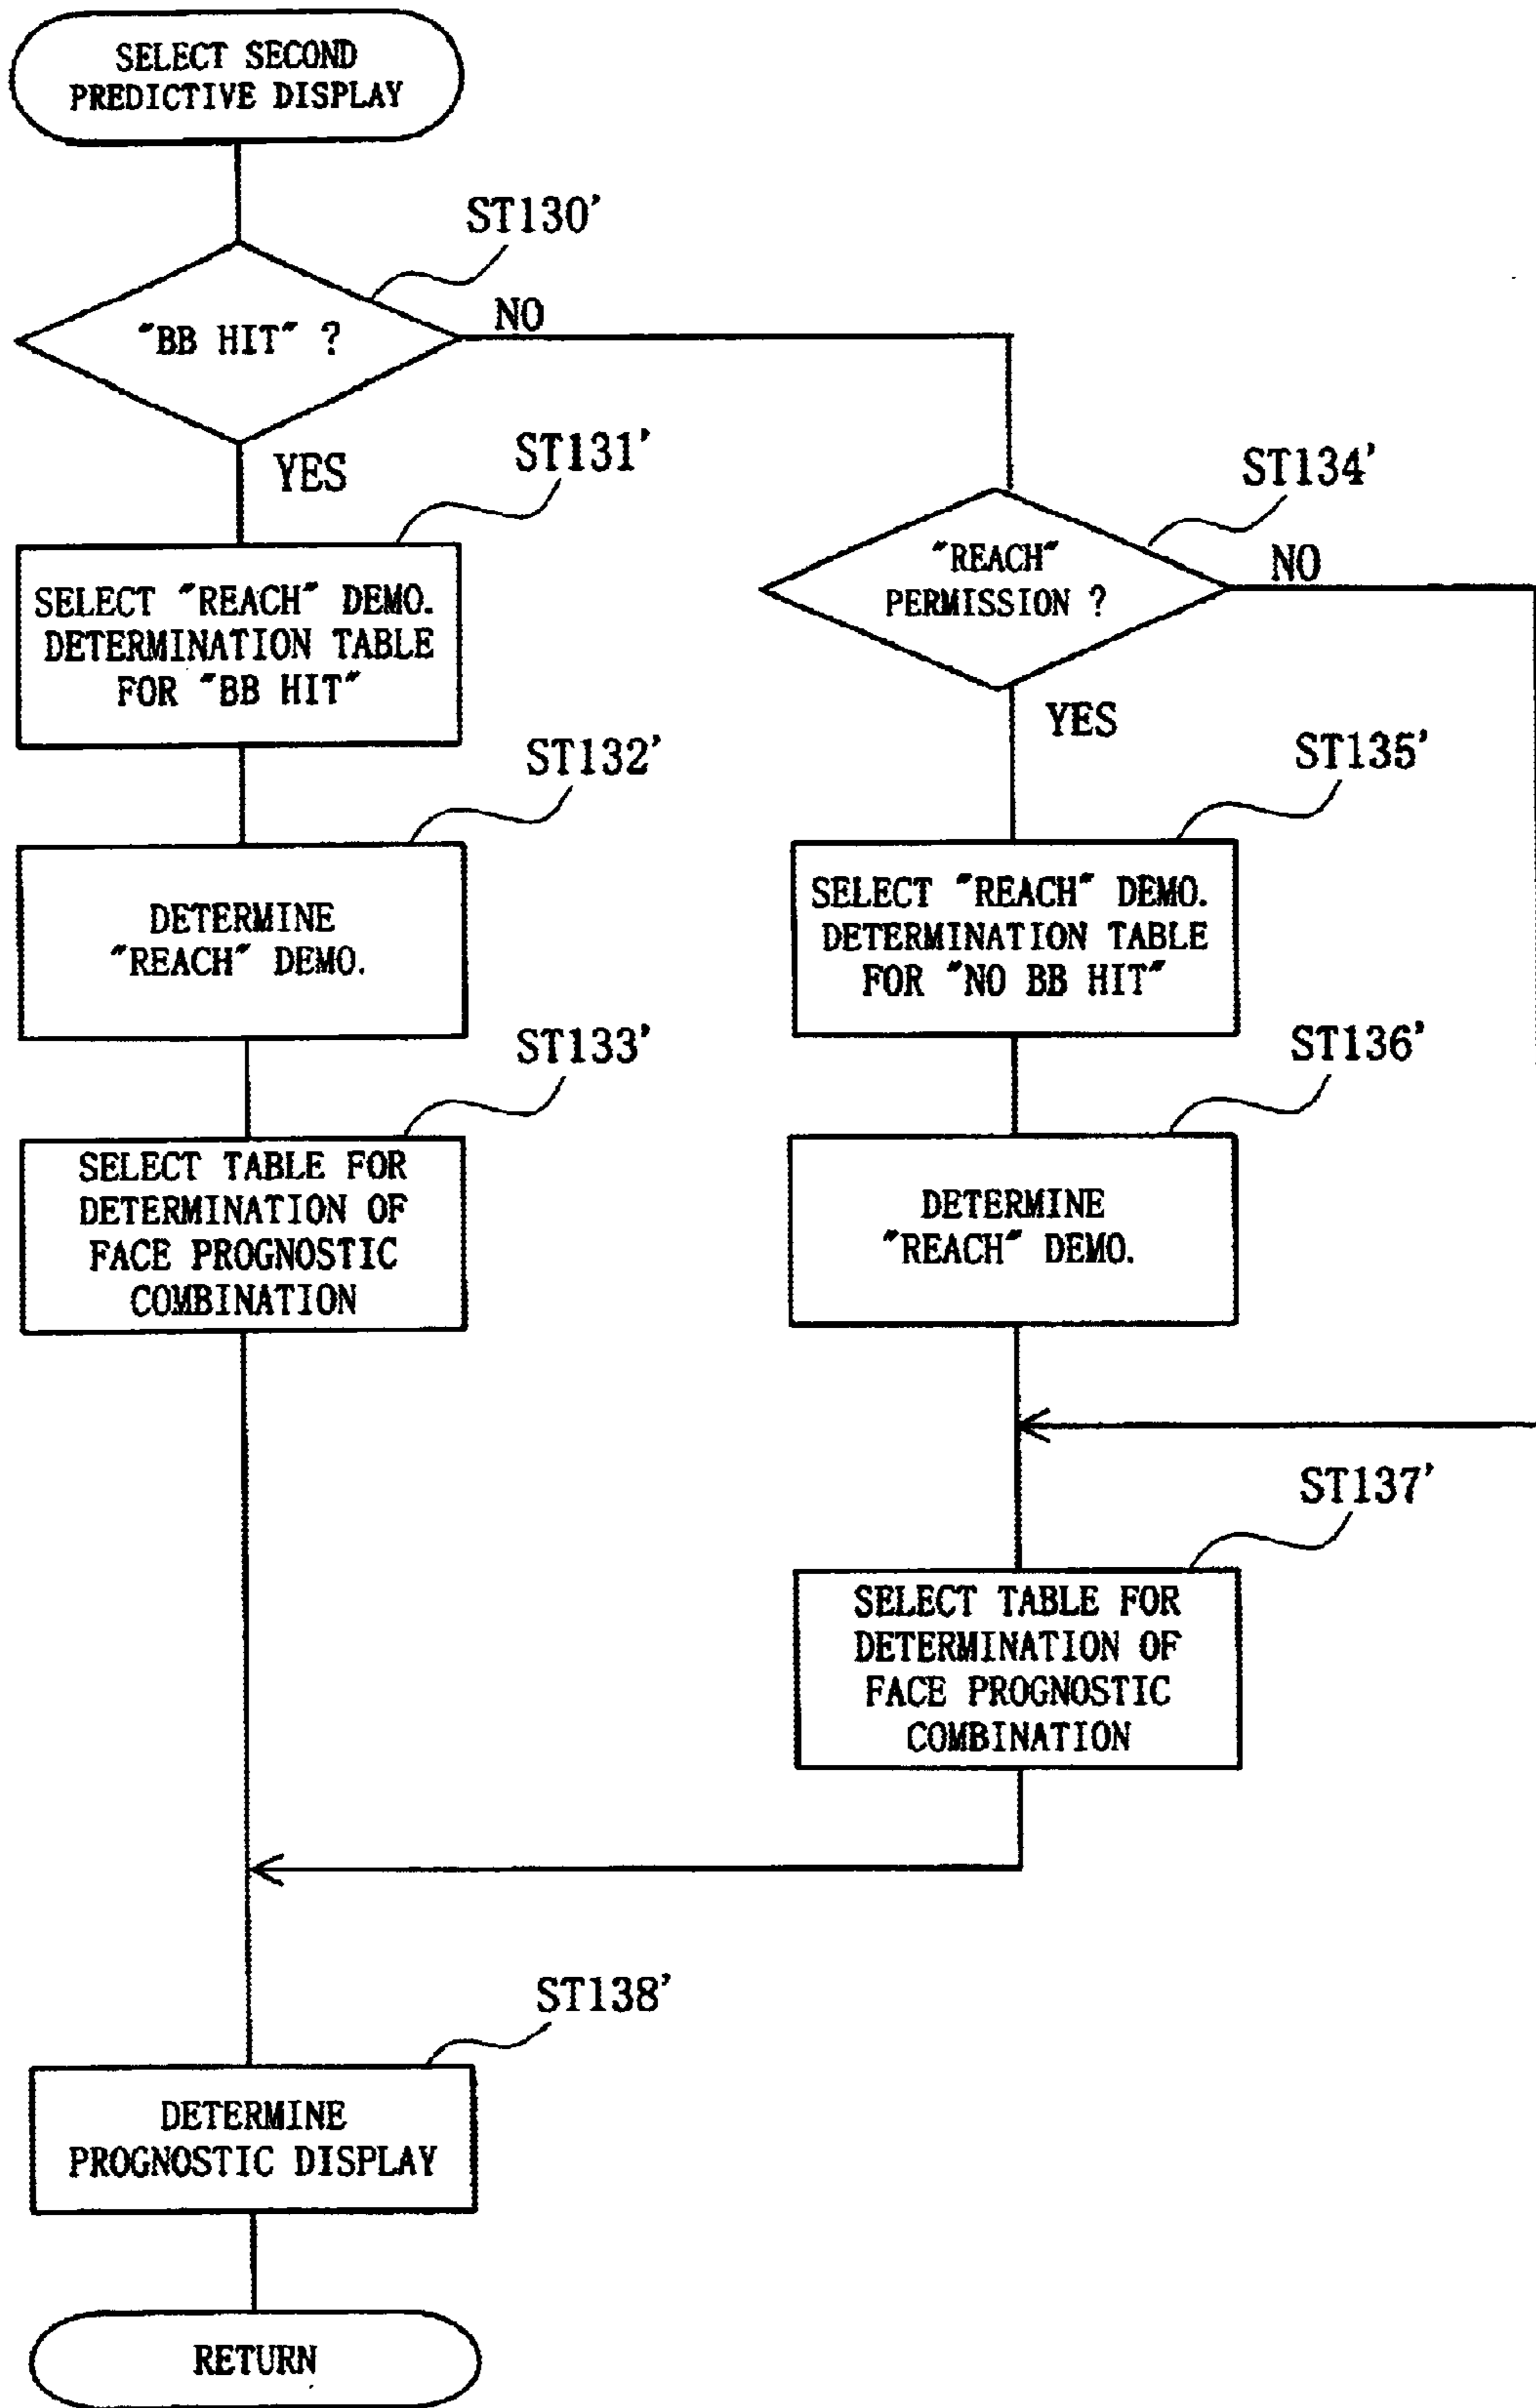 SELECT SECOND
PREDICTIVE DISPLAY
ST130'
"BB HIT" ?
NO
YES
ST131'
SELECT "REACH" DEMO.
DETERMINATION TABLE
FOR "BB HIT"
ST132'
DETERMINE
"REACH" DEMO.
ST133'
SELECT TABLE FOR
DETERMINATION OF
FACE PROGNOSTIC
COMBINATION
ST134'
"REACH"
PERMISSION ?
NO
YES
ST135'
SELECT "REACH" DEMO.
DETERMINATION TABLE
FOR "NO BB HIT"
ST136'
DETERMINE
"REACH" DEMO.
ST137'
SELECT TABLE FOR
DETERMINATION OF
FACE PROGNOSTIC
COMBINATION
ST138'
DETERMINE
PROGNOSTIC DISPLAY
RETURN